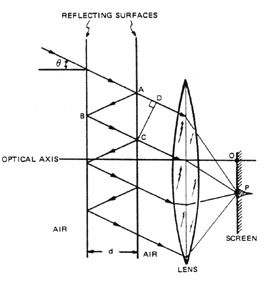 REFLECTING SURFACES
θ
A
D
B
C
OPTICAL AXIS
O
P
AIR
d
AIR
SCREEN
LENS